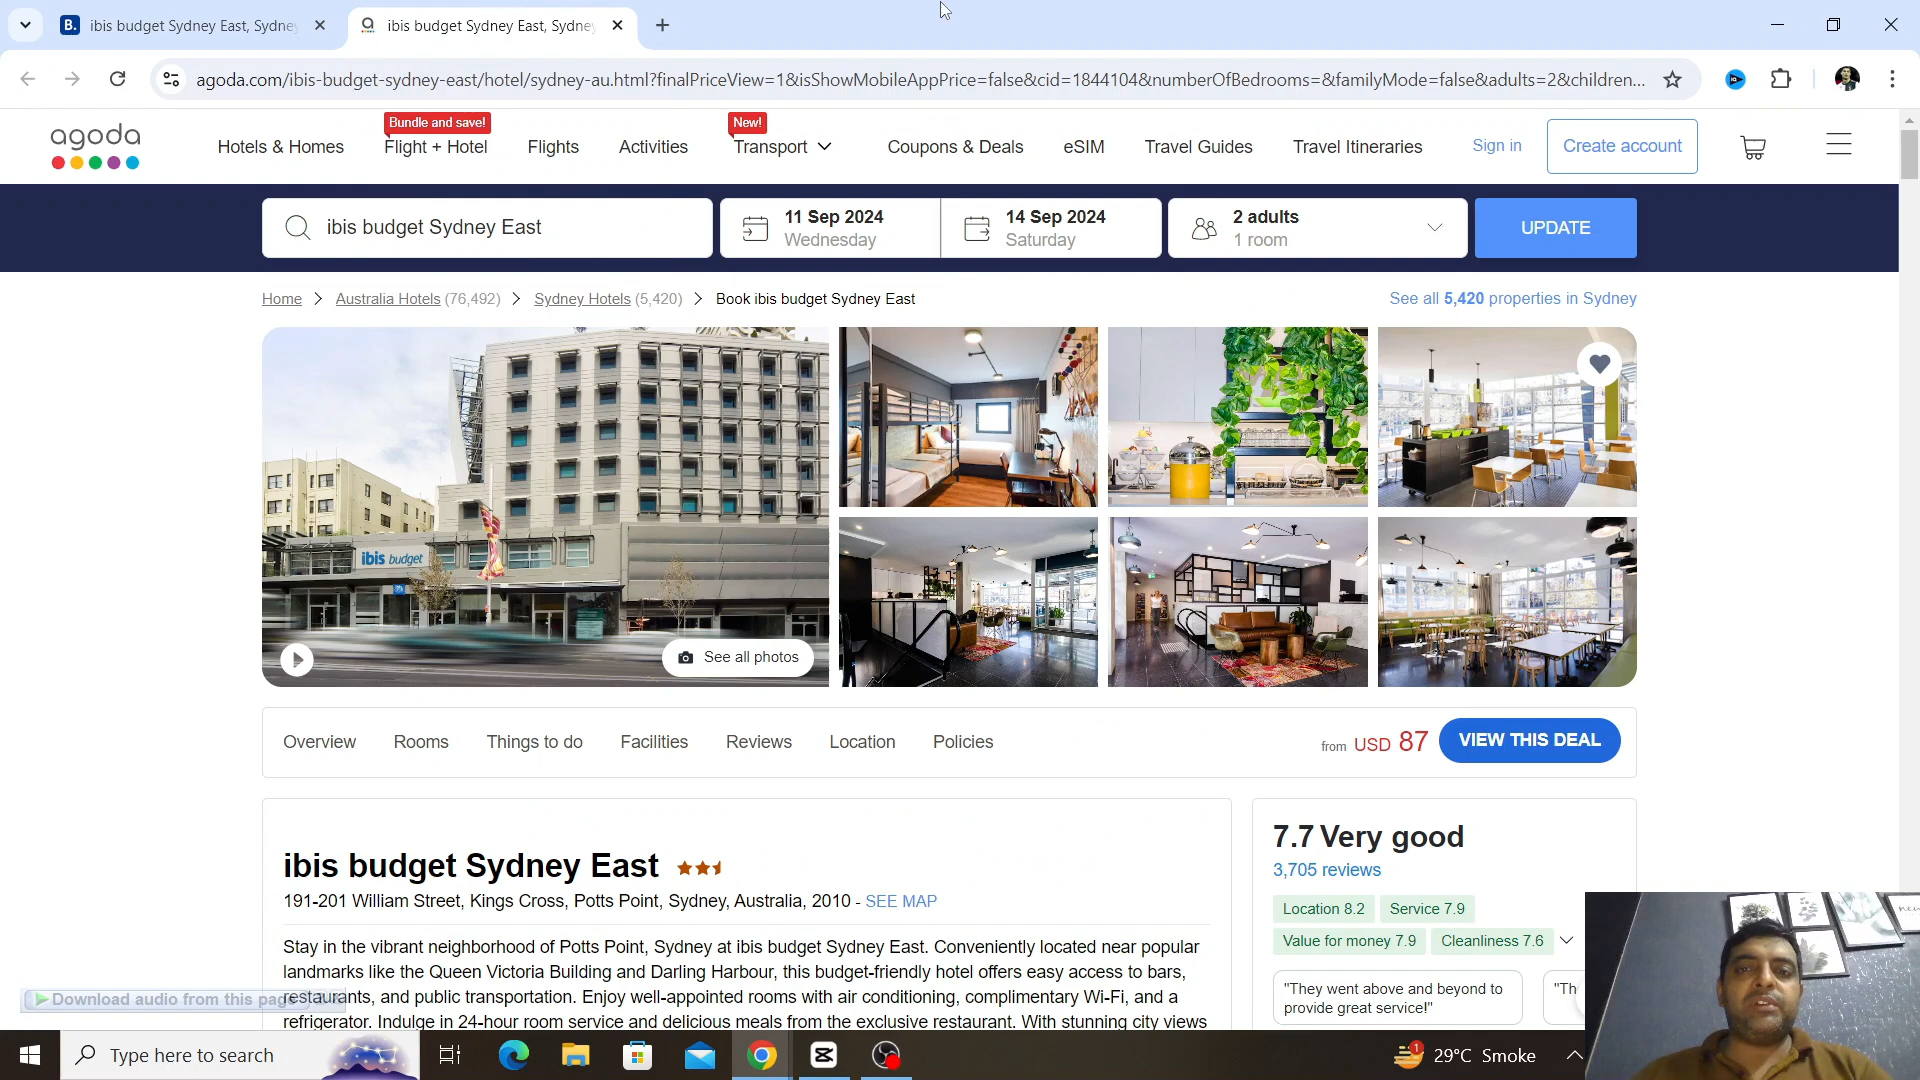 B. ibis budget Sydney East, Sydne
ibis budget Sydney East, Sydne
agoda.com/ibis-budget-sydney-east/hotel/sydney-au.html?finalPriceView=1&isShowMobileAppPrice=false&cid=1844104&numberOfBedrooms=&familyMode=false&adults=2&children...
agoda
Bundle and save!
New!
Hotels & Homes Flight + Hotel Flights Activities Transport Coupons & Deals eSIM Travel Guides Travel Itineraries Sign in Create account
ibis budget Sydney East
11 Sep 2024
Wednesday
14 Sep 2024
Saturday
2 adults
1 room
UPDATE
Home > Australia Hotels (76,492) > Sydney Hotels (5,420) > Book ibis budget Sydney East
See all 5,420 properties in Sydney
ibis budget
See all photos
Overview Rooms Things to do Facilities Reviews Location Policies
from USD 87
VIEW THIS DEAL
ibis budget Sydney East
191-201 William Street, Kings Cross, Potts Point, Sydney, Australia, 2010 - SEE MAP
Stay in the vibrant neighborhood of Potts Point, Sydney at ibis budget Sydney East. Conveniently located near popular
landmarks like the Queen Victoria Building and Darling Harbour, this budget-friendly hotel offers easy access to bars,
restaurants, and public transportation. Enjoy well-appointed rooms with air conditioning, complimentary Wi-Fi, and a
refrigerator. Indulge in 24-hour room service and delicious meals from the exclusive restaurant. With stunning city views
7.7 Very good
3,705 reviews
Location 8.2 Service 7.9
Value for money 7.9 Cleanliness 7.6
"They went above and beyond to
provide great service!"
"Th
Download audio from this page
Type here to search
1
29°C Smoke